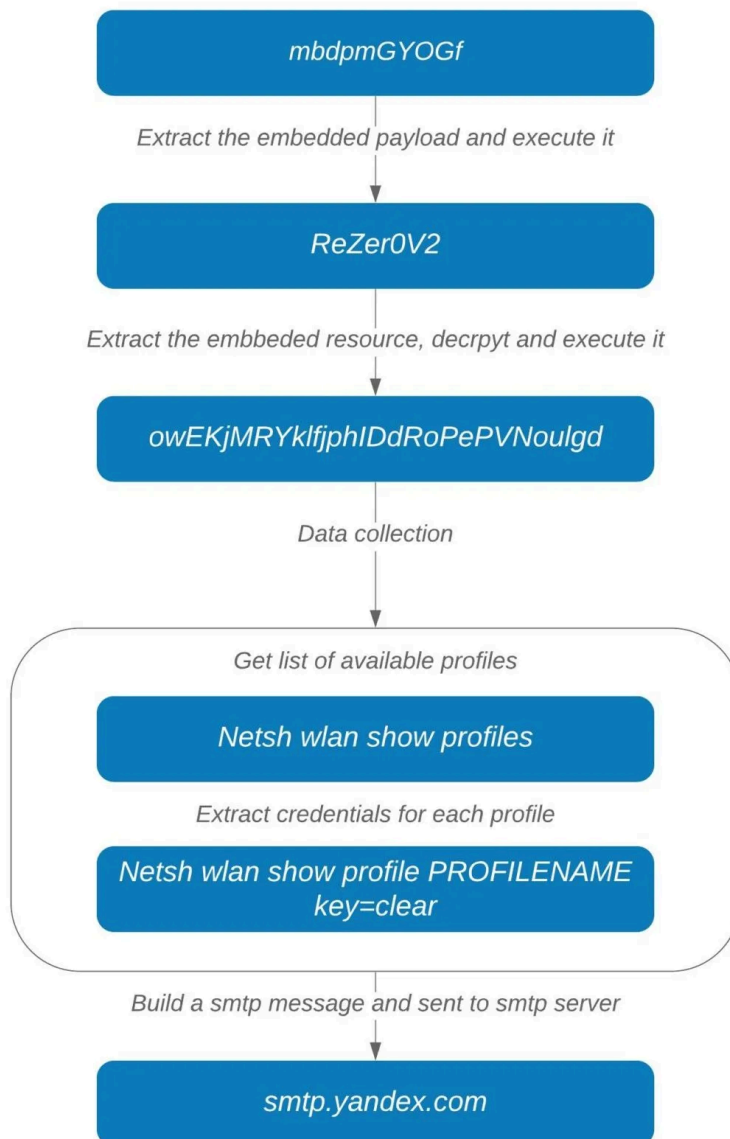 mbdpmGYOGf
Extract the embedded payload and execute it
ReZer0V2
Extract the embbeded resource, decrpyt and execute it
owEKjMRYklfjphIDdRoPePVNoulgd
Data collection
Get list of available profiles
Netsh wlan show profiles
Extract credentials for each profile
Netsh wlan show profile PROFILENAME
key=clear
Build a smtp message and sent to smtp server
smtp.yandex.com